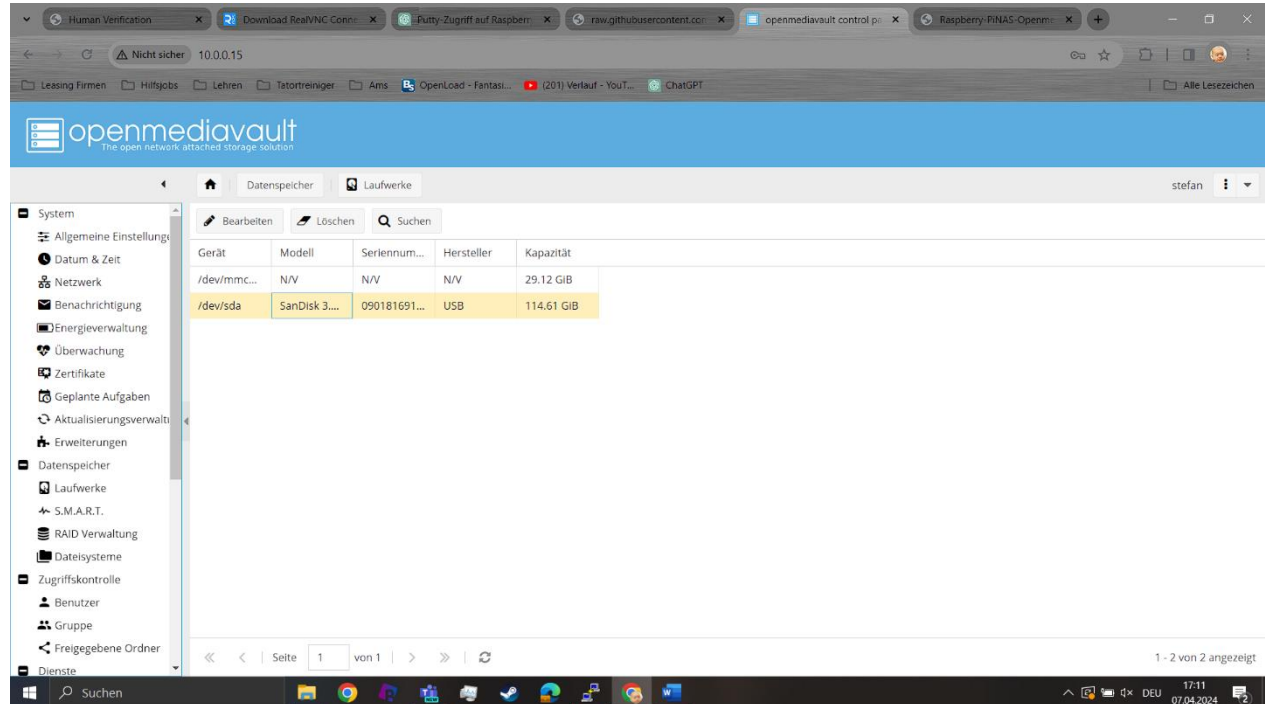 Human Verification
Download RealVNC Conne
Putty-Zugriff auf Raspberr
raw.githubusercontent.con
openmediavault control pa
Raspberry-PiNAS-Openme
Nicht sicher 10.0.0.15
Leasing Firmen Hilfsjobs Lehren Tatortreiniger Ams OpenLoad - Fantasi... (201) Verlauf - YouT... ChatGPT Alle Lesezeichen
openmediavault
The open network attached storage solution
Datenspeicher Laufwerke stefan
System
Allgemeine Einstellunge
Datum & Zeit
Netzwerk
Benachrichtigung
Energieverwaltung
Überwachung
Zertifikate
Geplante Aufgaben
Aktualisierungsverwaltu
Erweiterungen
Datenspeicher
Laufwerke
S.M.A.R.T.
RAID Verwaltung
Dateisysteme
Zugriffskontrolle
Benutzer
Gruppe
Freigegebene Ordner
Dienste
Bearbeiten Löschen Suchen
Gerät Modell Seriennum... Hersteller Kapazität
/dev/mmc... N/V N/V N/V 29.12 GiB
/dev/sda SanDisk 3.... 090181691... USB 114.61 GiB
Seite 1 von 1 1 - 2 von 2 angezeigt
Suchen DEU 17:11
07.04.2024 2